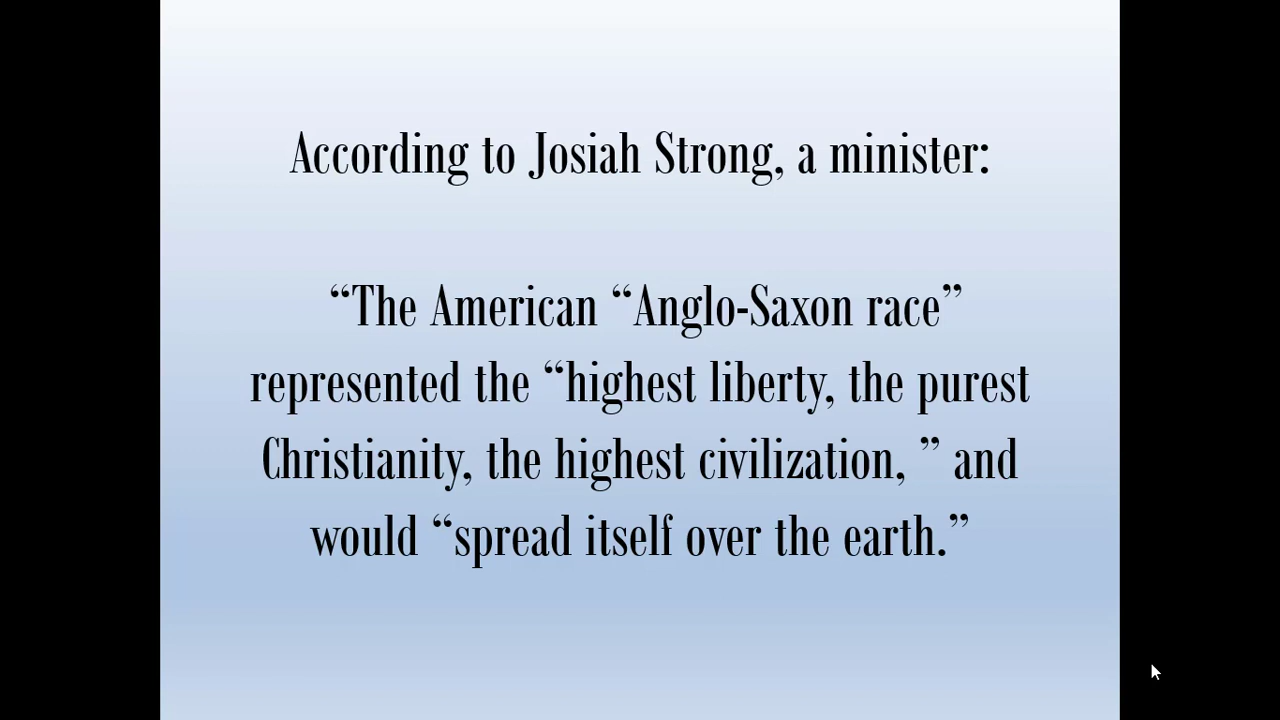 According to Josiah Strong, a minister:
“The American “Anglo-Saxon race”
represented the “highest liberty, the purest
Christianity, the highest civilization, ” and
would “spread itself over the earth.”